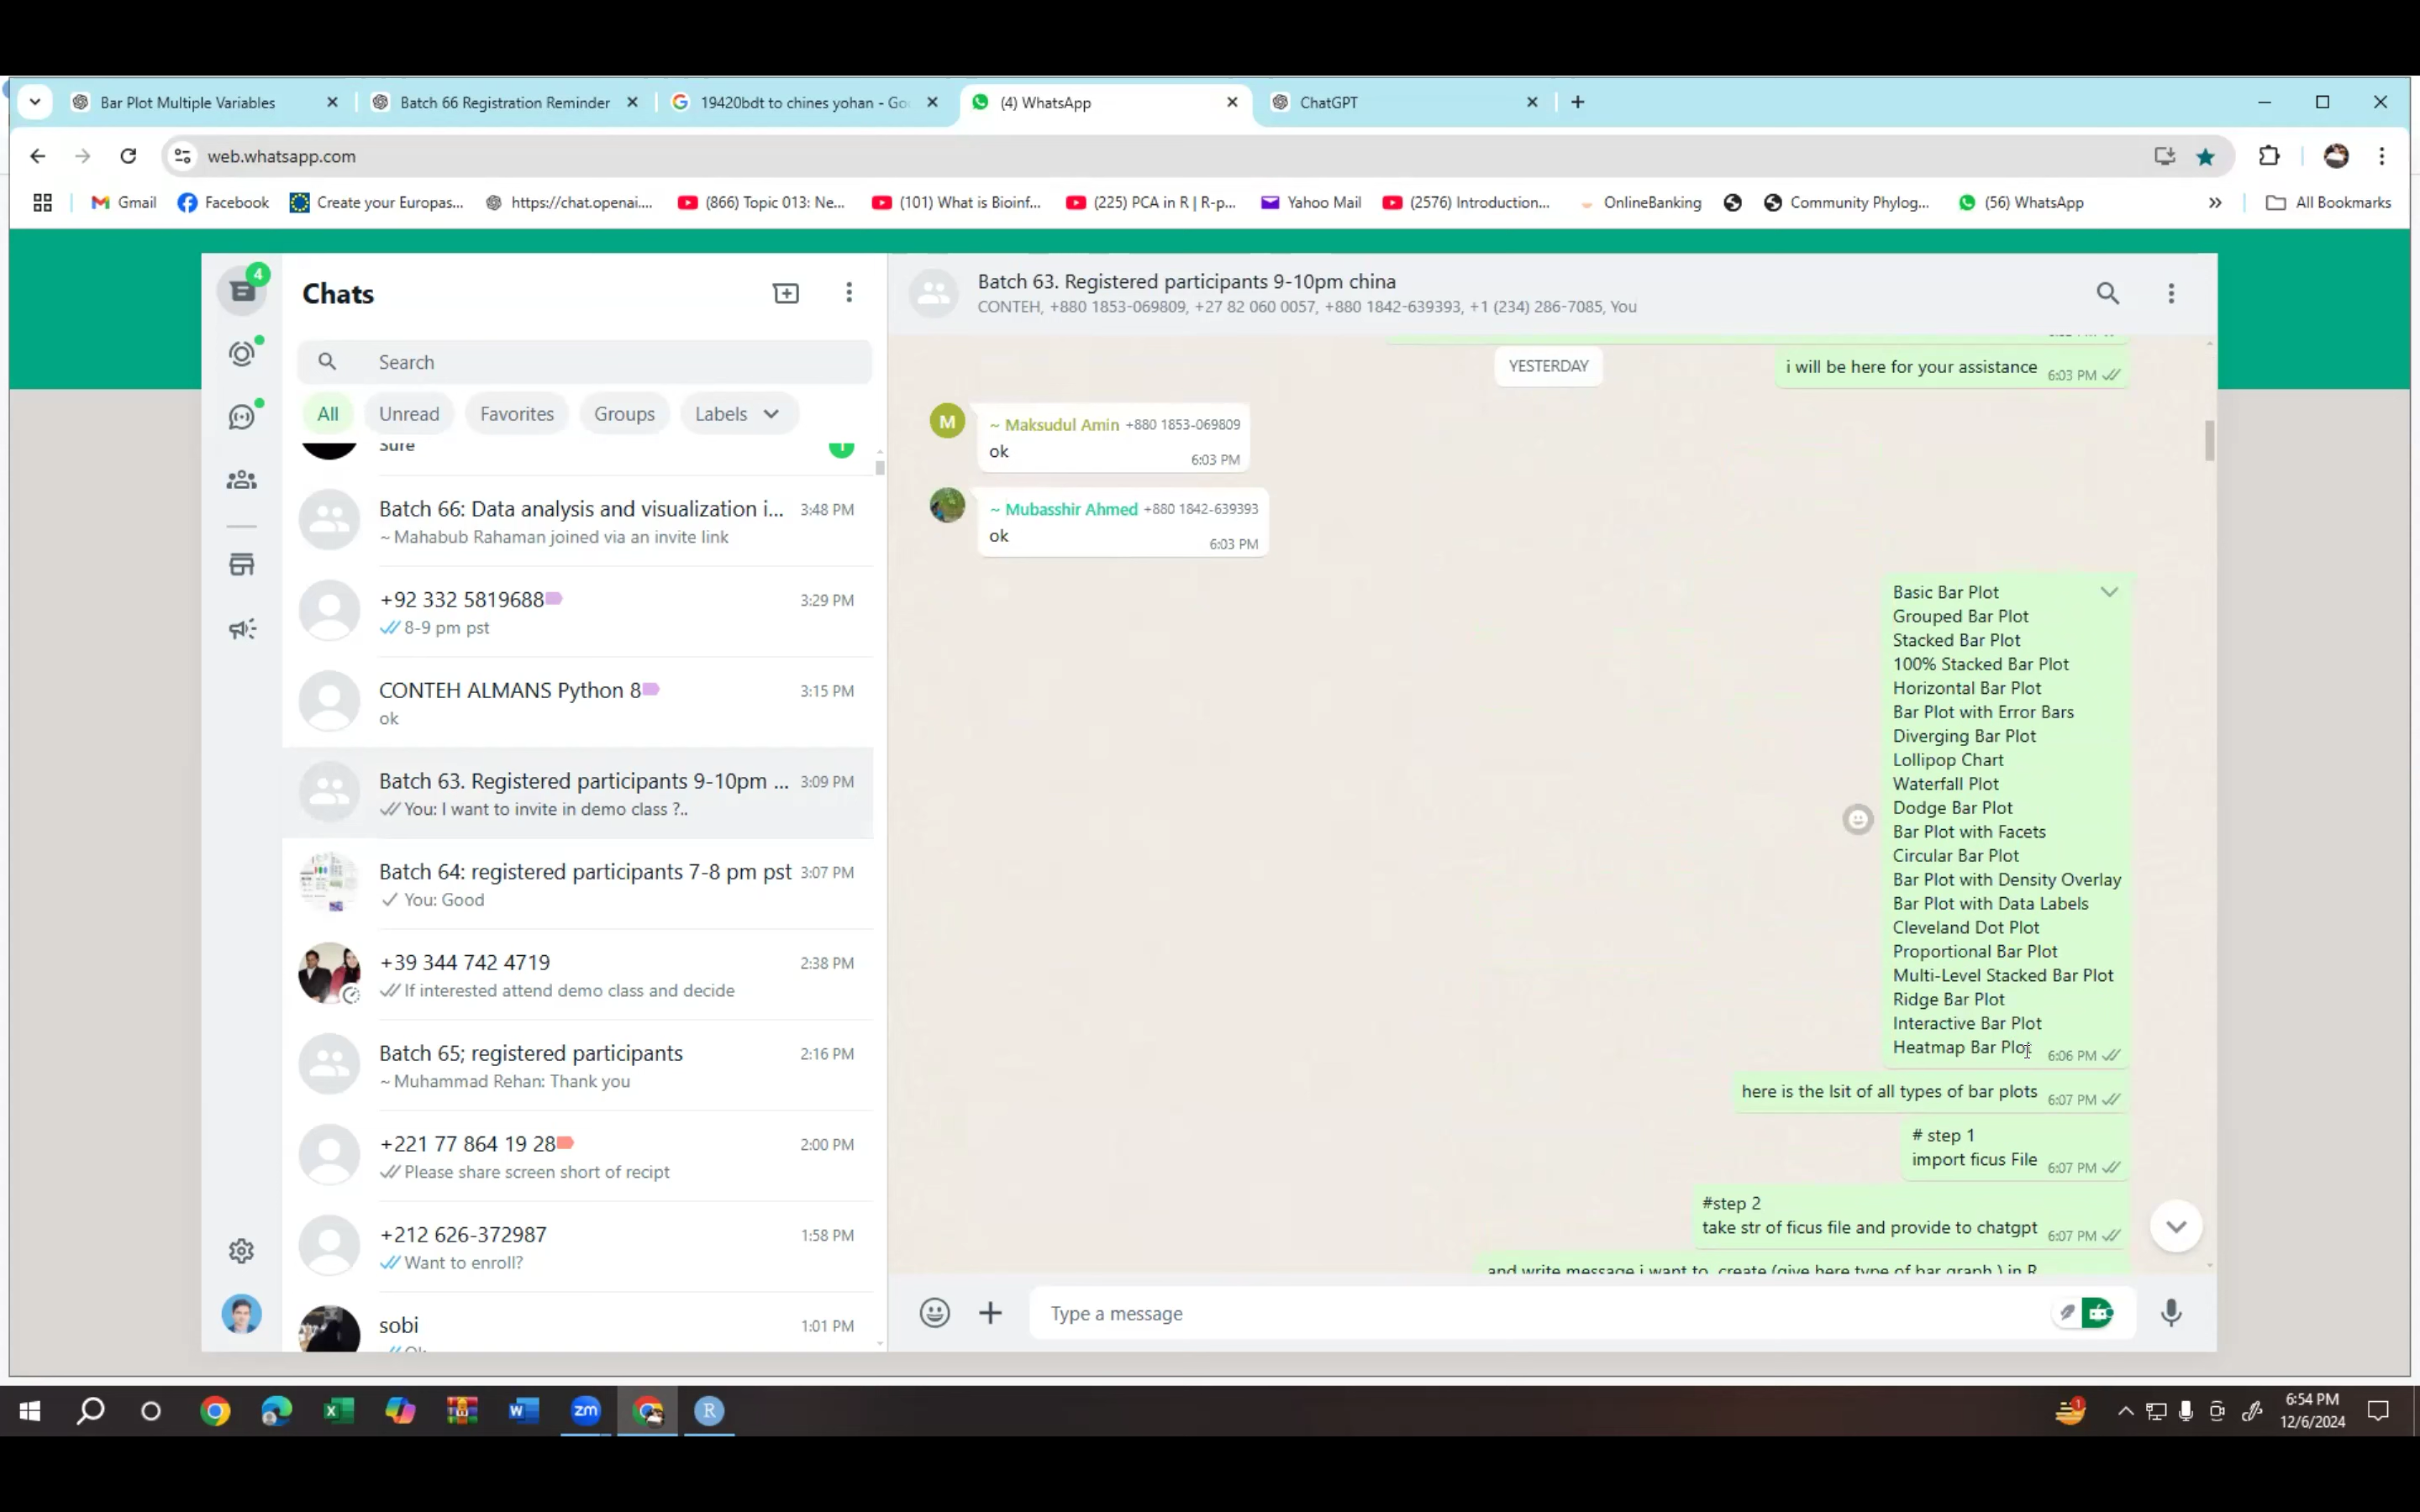 Bar Plot Multiple Variables
Batch 66 Registration Reminder
19420bdt to chines yohan - Go
(4) WhatsApp
ChatGPT
web.whatsapp.com
Gmail
Facebook
Create your Europas...
https://chat.openai....
(866) Topic 013: Ne...
(101) What is Bioinf...
(225) PCA in R | R-p...
Yahoo Mail
(2576) Introduction...
OnlineBanking
Community Phylog...
(56) WhatsApp
All Bookmarks
4
Chats
Search
All
Unread
Favorites
Groups
Labels
Sure
Batch 66: Data analysis and visualization i... 3:48 PM
~ Mahabub Rahaman joined via an invite link
+92 332 5819688 3:29 PM
8-9 pm pst
CONTEH ALMANS Python 8 3:15 PM
ok
Batch 63. Registered participants 9-10pm ... 3:09 PM
You: I want to invite in demo class ?..
Batch 64: registered participants 7-8 pm pst 3:07 PM
You: Good
+39 344 742 4719 2:38 PM
If interested attend demo class and decide
Batch 65; registered participants 2:16 PM
~ Muhammad Rehan: Thank you
+221 77 864 19 28 2:00 PM
Please share screen short of recipt
+212 626-372987 1:58 PM
Want to enroll?
sobi 1:01 PM
Batch 63. Registered participants 9-10pm china
CONTEH, +880 1853-069809, +27 82 060 0057, +880 1842-639393, +1 (234) 286-7085, You
YESTERDAY
i will be here for your assistance 6:03 PM
M
~ Maksudul Amin +880 1853-069809
ok
6:03 PM
~ Mubasshir Ahmed +880 1842-639393
ok
6:03 PM
Basic Bar Plot
Grouped Bar Plot
Stacked Bar Plot
100% Stacked Bar Plot
Horizontal Bar Plot
Bar Plot with Error Bars
Diverging Bar Plot
Lollipop Chart
Waterfall Plot
Dodge Bar Plot
Bar Plot with Facets
Circular Bar Plot
Bar Plot with Density Overlay
Bar Plot with Data Labels
Cleveland Dot Plot
Proportional Bar Plot
Multi-Level Stacked Bar Plot
Ridge Bar Plot
Interactive Bar Plot
Heatmap Bar Plot 6:06 PM
here is the lsit of all types of bar plots 6:07 PM
# step 1
import ficus File 6:07 PM
#step 2
take str of ficus file and provide to chatgpt 6:07 PM
and write message i want to create (give here type of bar graph ) in R
Type a message
zm
R
1
6:54 PM
12/6/2024